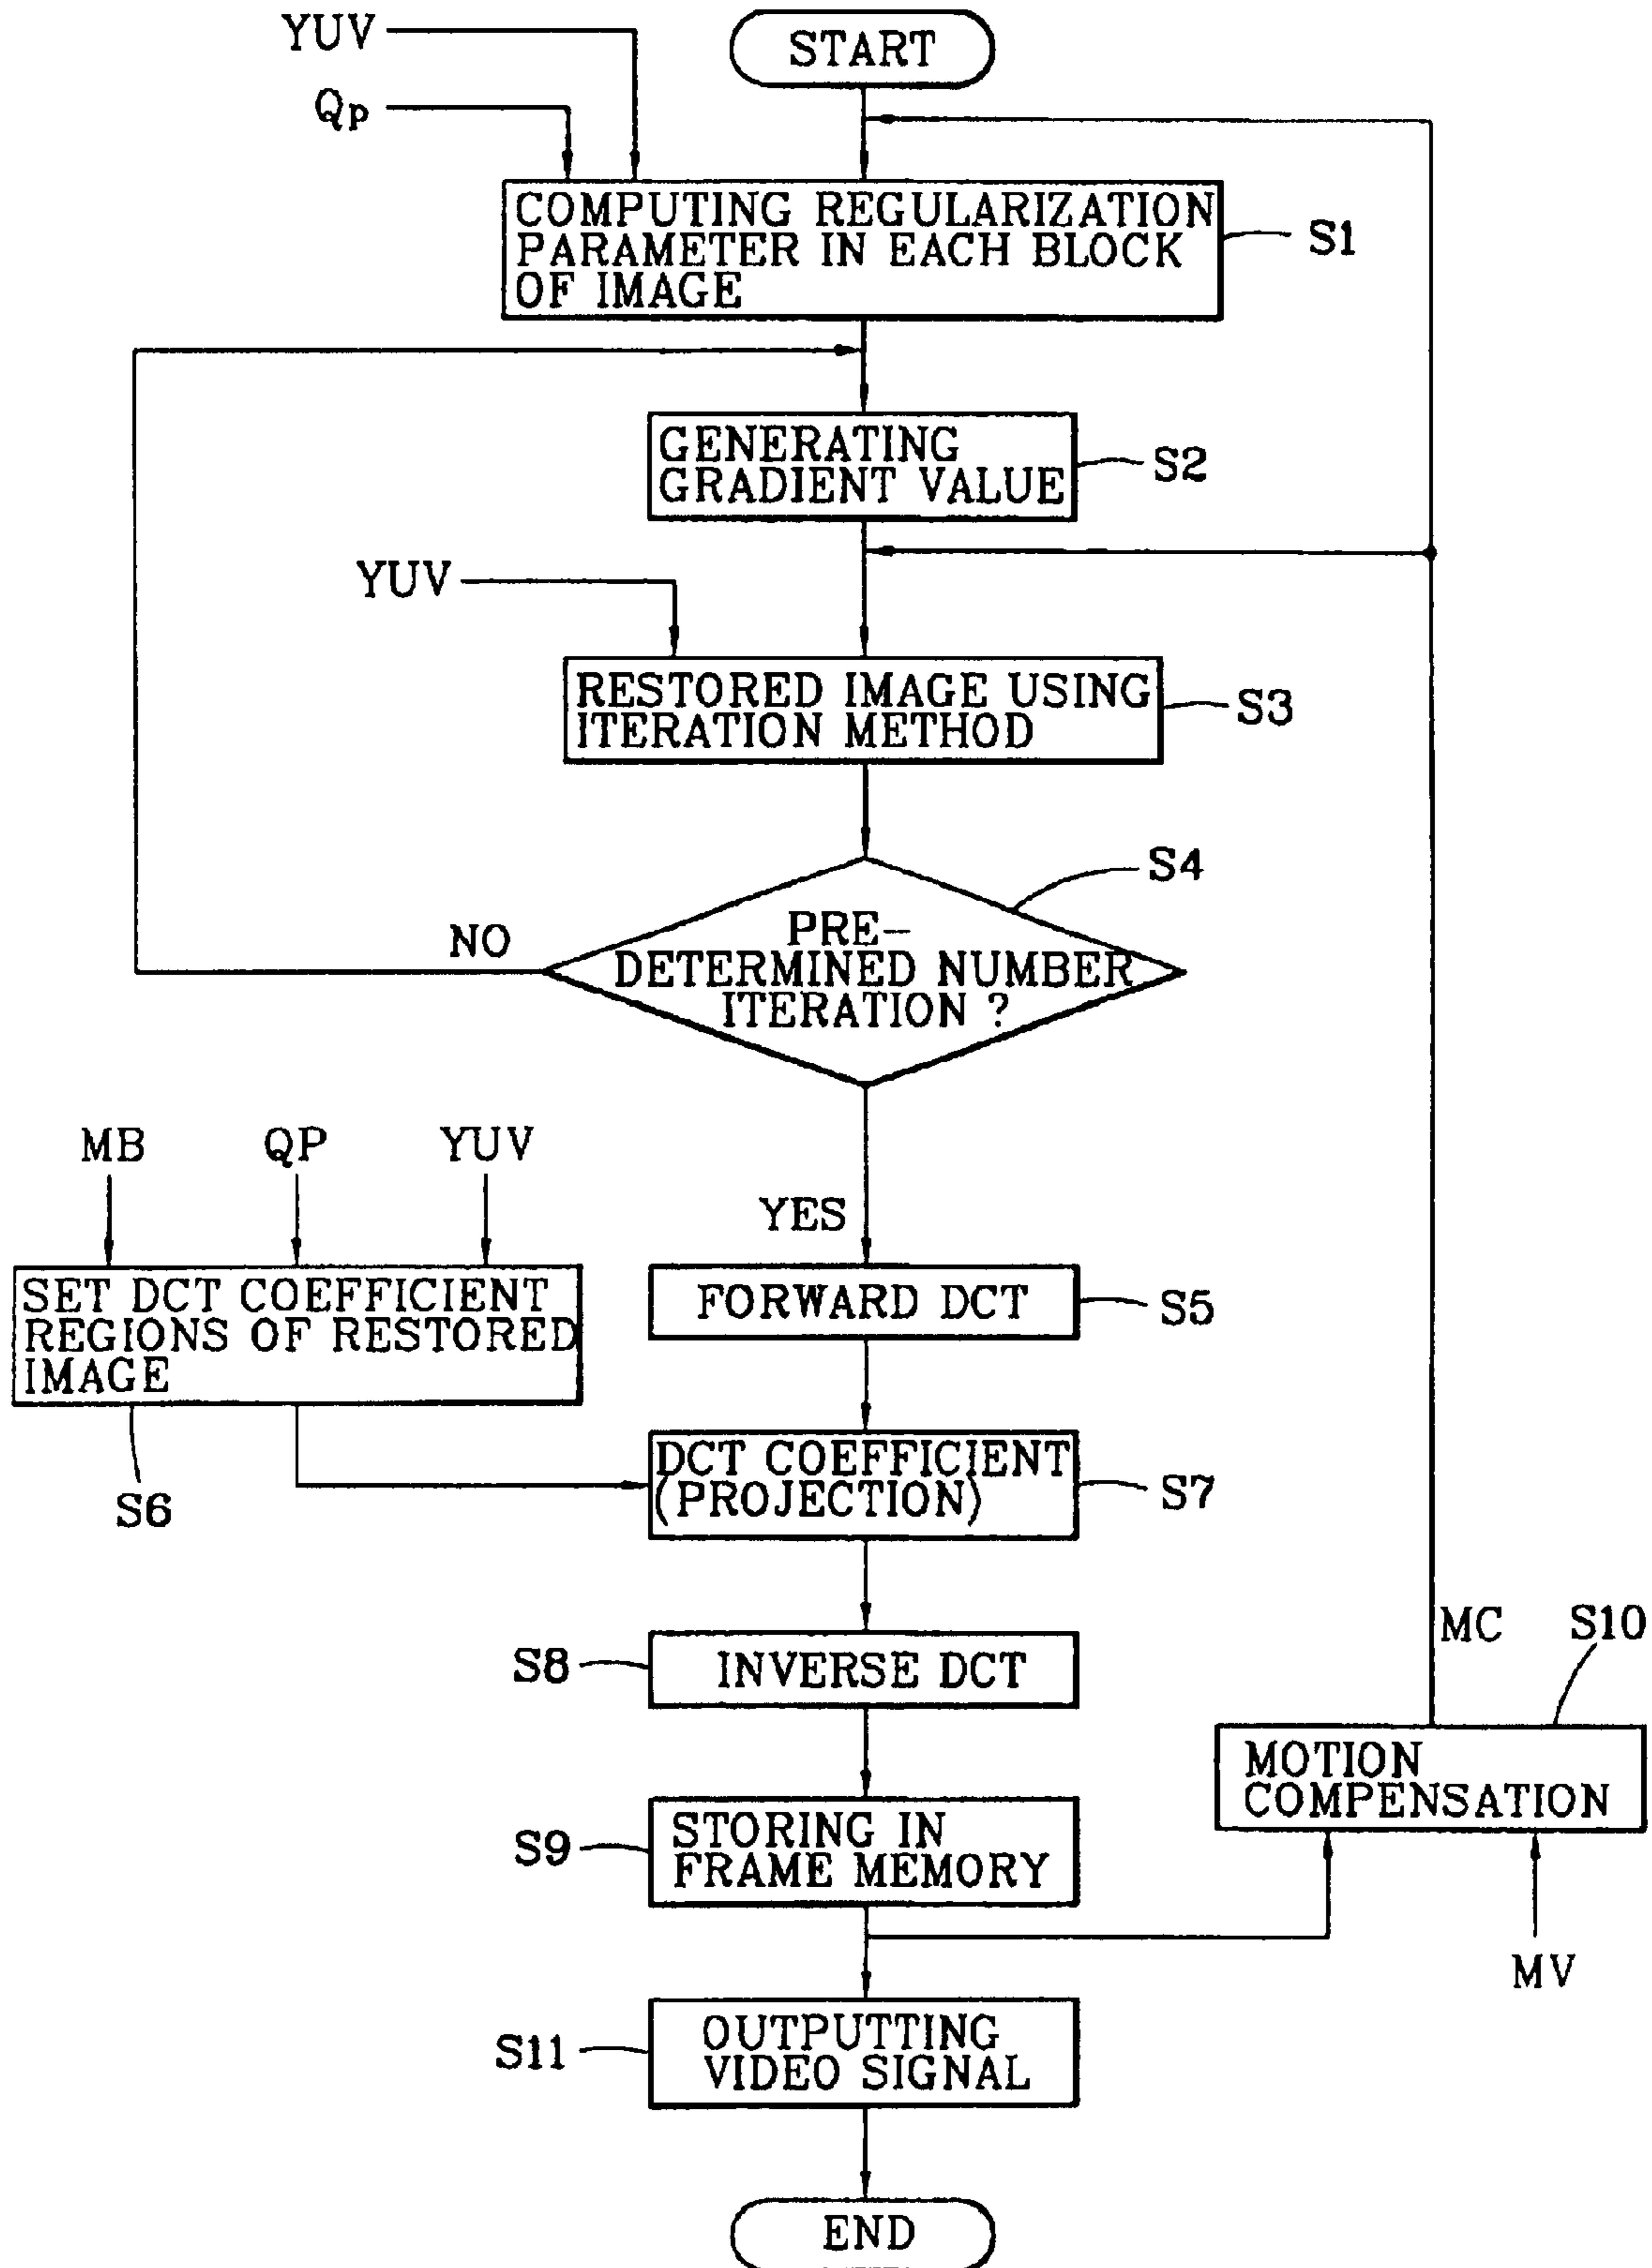 START
YUV
Qp
COMPUTING REGULARIZATION
PARAMETER IN EACH BLOCK
OF IMAGE
S1
GENERATING
GRADIENT VALUE
S2
YUV
RESTORED IMAGE USING
ITERATION METHOD
S3
S4
PRE-
DETERMINED NUMBER
ITERATION ?
NO
YES
MB
QP
YUV
SET DCT COEFFICIENT
REGIONS OF RESTORED
IMAGE
S6
FORWARD DCT
S5
DCT COEFFICIENT
(PROJECTION)
S7
S8
INVERSE DCT
MC
S10
MOTION
COMPENSATION
S9
STORING IN
FRAME MEMORY
MV
S11
OUTPUTTING
VIDEO SIGNAL
END